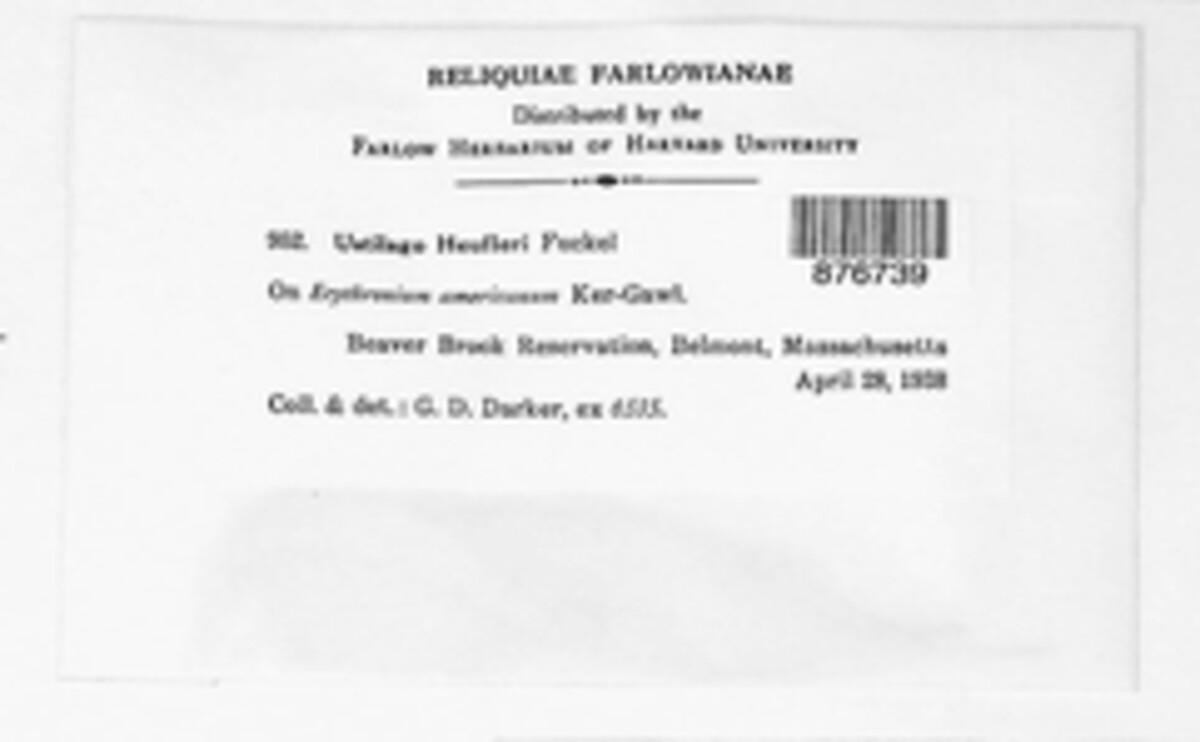 RELIQUIAE FARLOWIANAE
Distributed by the
FARLOW HERBARIUM OF HARVARD UNIVERSITY
876739
Ustilago Heufleri Fuckel
On Erythronium americanum Ker-Gawl.
Beaver Brook Reservation, Belmont, Massachusetts
April 28, 1938
Coll. & det.: G. D. Darker, ex